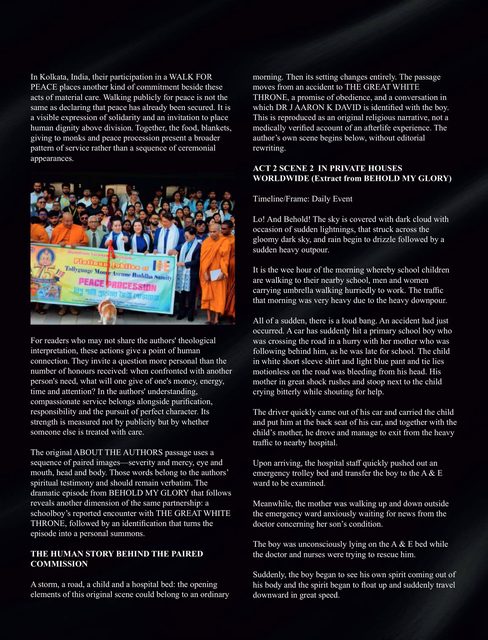 In Kolkata, India, their participation in a WALK FOR
PEACE places another kind of commitment beside these
acts of material care. Walking publicly for peace is not the
same as declaring that peace has already been secured. It is
a visible expression of solidarity and an invitation to place
human dignity above division. Together, the food, blankets,
giving to monks and peace procession present a broader
pattern of service rather than a sequence of ceremonial
appearances.
75
Platinum Jubilee
Tollygunge Moore Avenue Buddha Society
PEACE PROCESSION
For readers who may not share the authors' theological
interpretation, these actions give a point of human
connection. They invite a question more personal than the
number of honours received: when confronted with another
person's need, what will one give of one's money, energy,
time and attention? In the authors' understanding,
compassionate service belongs alongside purification,
responsibility and the pursuit of perfect character. Its
strength is measured not by publicity but by whether
someone else is treated with care.
The original ABOUT THE AUTHORS passage uses a
sequence of paired images—severity and mercy, eye and
mouth, head and body. Those words belong to the authors'
spiritual testimony and should remain verbatim. The
dramatic episode from BEHOLD MY GLORY that follows
reveals another dimension of the same partnership: a
schoolboy's reported encounter with THE GREAT WHITE
THRONE, followed by an identification that turns the
episode into a personal summons.
THE HUMAN STORY BEHIND THE PAIRED
COMMISSION
A storm, a road, a child and a hospital bed: the opening
elements of this original scene could belong to an ordinary
morning. Then its setting changes entirely. The passage
moves from an accident to THE GREAT WHITE
THRONE, a promise of obedience, and a conversation in
which DR J AARON K DAVID is identified with the boy.
This is reproduced as an original religious narrative, not a
medically verified account of an afterlife experience. The
author's own scene begins below, without editorial
rewriting.
ACT 2 SCENE 2 IN PRIVATE HOUSES
WORLDWIDE (Extract from BEHOLD MY GLORY)
Timeline/Frame: Daily Event
Lo! And Behold! The sky is covered with dark cloud with
occasion of sudden lightnings, that struck across the
gloomy dark sky, and rain begin to drizzle followed by a
sudden heavy outpour.
It is the wee hour of the morning whereby school children
are walking to their nearby school, men and women
carrying umbrella walking hurriedly to work. The traffic
that morning was very heavy due to the heavy downpour.
All of a sudden, there is a loud bang. An accident had just
occurred. A car has suddenly hit a primary school boy who
was crossing the road in a hurry with her mother who was
following behind him, as he was late for school. The child
in white short sleeve shirt and light blue pant and tie lies
motionless on the road was bleeding from his head. His
mother in great shock rushes and stoop next to the child
crying bitterly while shouting for help.
The driver quickly came out of his car and carried the child
and put him at the back seat of his car, and together with the
child's mother, he drove and manage to exit from the heavy
traffic to nearby hospital.
Upon arriving, the hospital staff quickly pushed out an
emergency trolley bed and transfer the boy to the A & E
ward to be examined.
Meanwhile, the mother was walking up and down outside
the emergency ward anxiously waiting for news from the
doctor concerning her son's condition.
The boy was unconsciously lying on the A & E bed while
the doctor and nurses were trying to rescue him.
Suddenly, the boy began to see his own spirit coming out of
his body and the spirit began to float up and suddenly travel
downward in great speed.